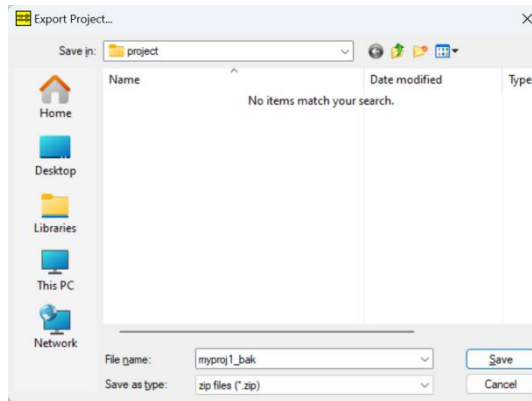 Export Project...
Save in: project
Name Date modified Type
No items match your search.
Home
Desktop
Libraries
This PC
Network
File name: myproj1_bak Save
Save as type: zip files (*.zip) Cancel